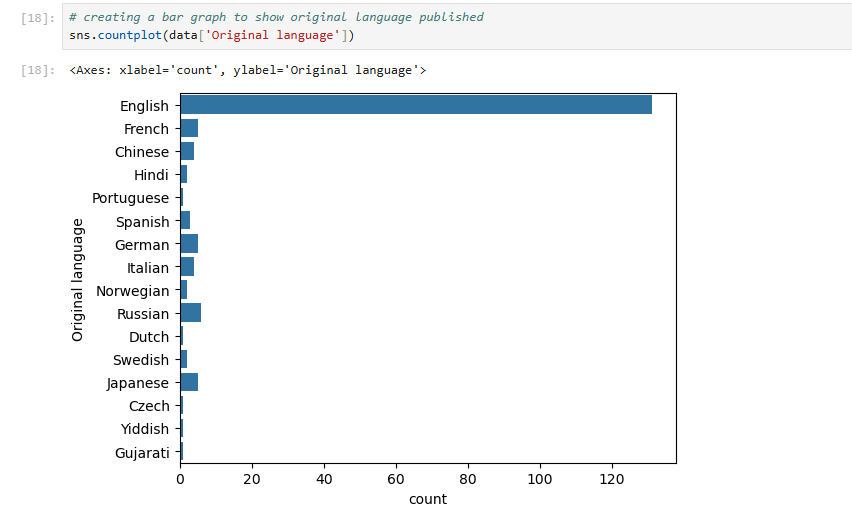 [18]: # creating a bar graph to show original language published
sns.countplot(data['Original language'])
[18]: <Axes: xlabel='count', ylabel='Original language'>
English
French
Chinese
Hindi
Portuguese
Spanish
German
Italian
Norwegian
Russian
Dutch
Swedish
Japanese
Czech
Yiddish
Gujarati
Original language
0 20 40 60 80 100 120
count